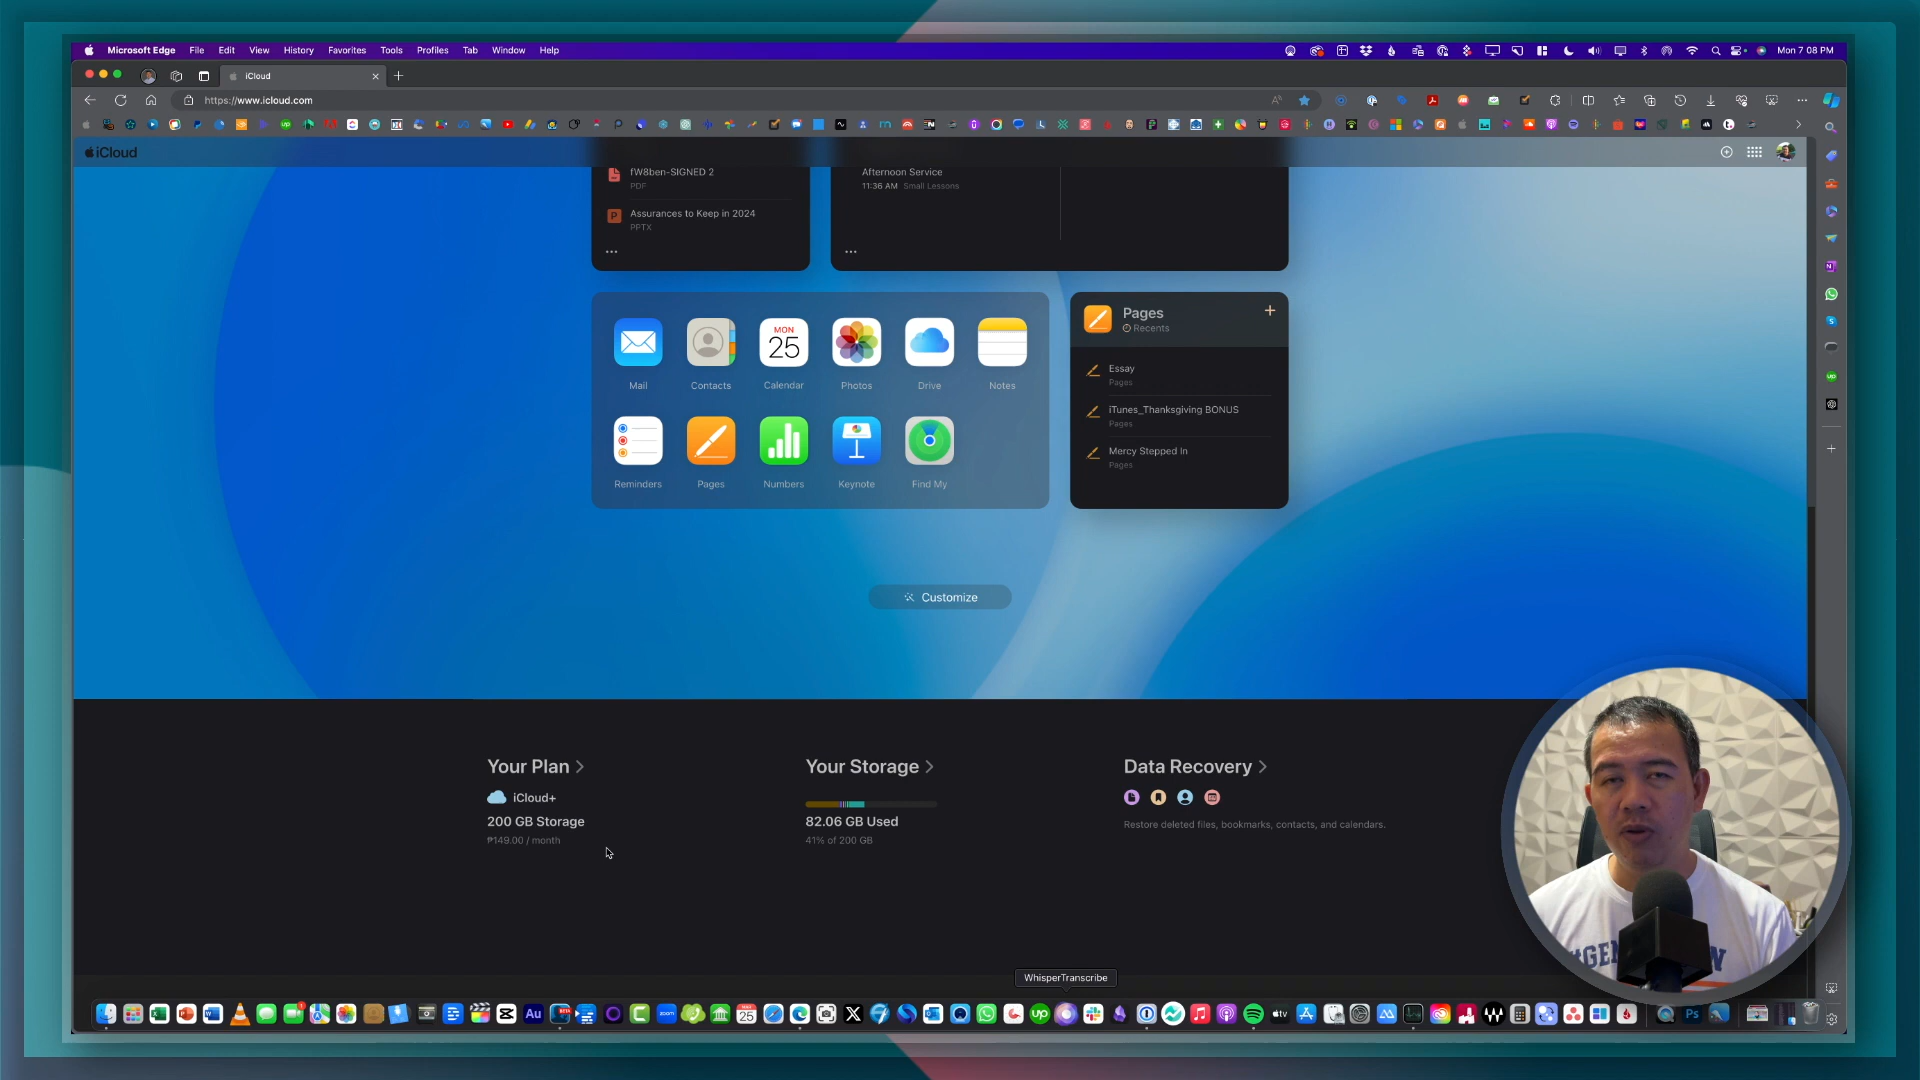 Microsoft Edge File Edit View History Favorites Tools Profiles Tab Window Help
Mon 7 08 PM
iCloud
https://www.icloud.com
iCloud
fW8ben-SIGNED 2
PDF
Assurances to Keep in 2024
PPTX
Afternoon Service
11:36 AM Small Lessons
Mail
Contacts
MON
25
Calendar
Photos
Drive
Notes
Reminders
Pages
Numbers
Keynote
Find My
Pages
Recents
Essay
Pages
iTunes_Thanksgiving BONUS
Pages
Mercy Stepped In
Pages
Customize
Your Plan
iCloud+
200 GB Storage
₱149.00 / month
Your Storage
82.06 GB Used
41% of 200 GB
Data Recovery
Restore deleted files, bookmarks, contacts, and calendars.
WhisperTranscribe